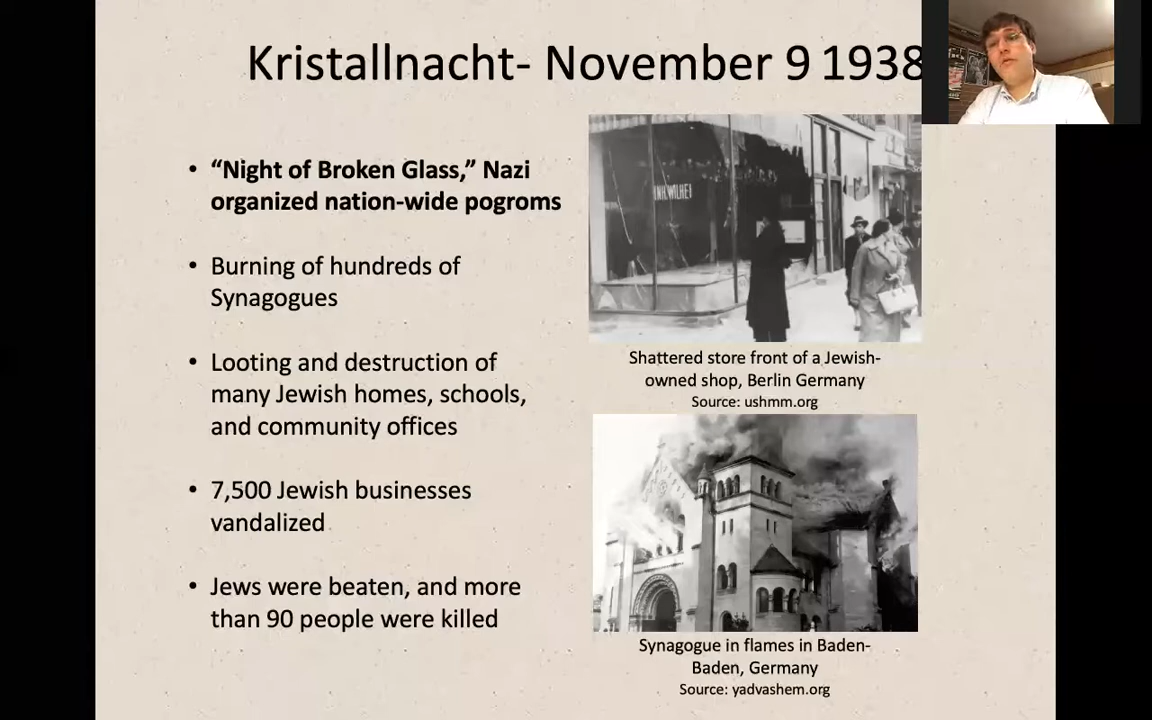 Kristallnacht- November 9 1938
• “Night of Broken Glass,” Nazi
organized nation-wide pogroms
• Burning of hundreds of
Synagogues
• Looting and destruction of
many Jewish homes, schools,
and community offices
• 7,500 Jewish businesses
vandalized
• Jews were beaten, and more
than 90 people were killed
Shattered store front of a Jewish-
owned shop, Berlin Germany
Source: ushmm.org
Synagogue in flames in Baden-
Baden, Germany
Source: yadvashem.org